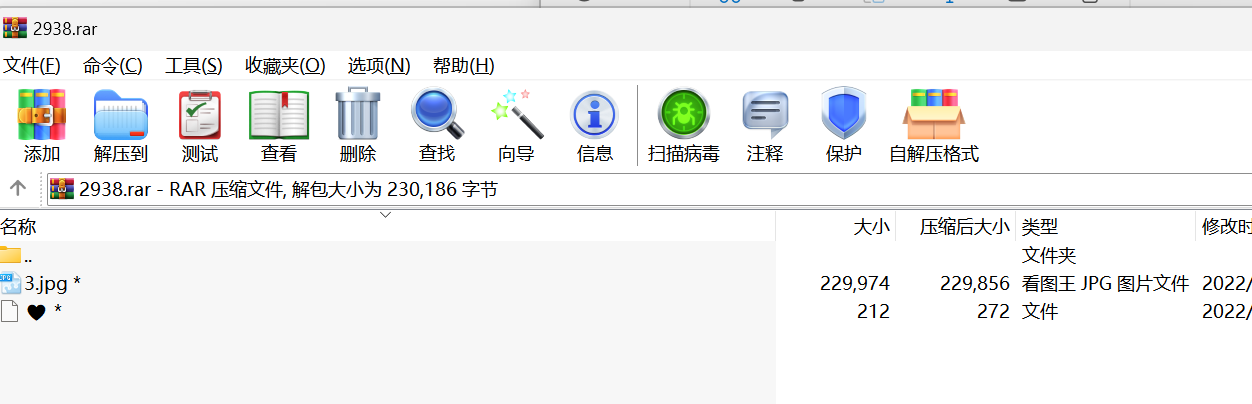 2938.rar
文件(F) 命令(C) 工具(S) 收藏夹(O) 选项(N) 帮助(H)
添加 解压到 测试 查看 删除 查找 向导 信息 扫描病毒 注释 保护 自解压格式
2938.rar - RAR 压缩文件, 解包大小为 230,186 字节
名称 大小 压缩后大小 类型 修改时
.. 文件夹
3.jpg * 229,974 229,856 看图王 JPG 图片文件 2022/
♥ * 212 272 文件 2022/